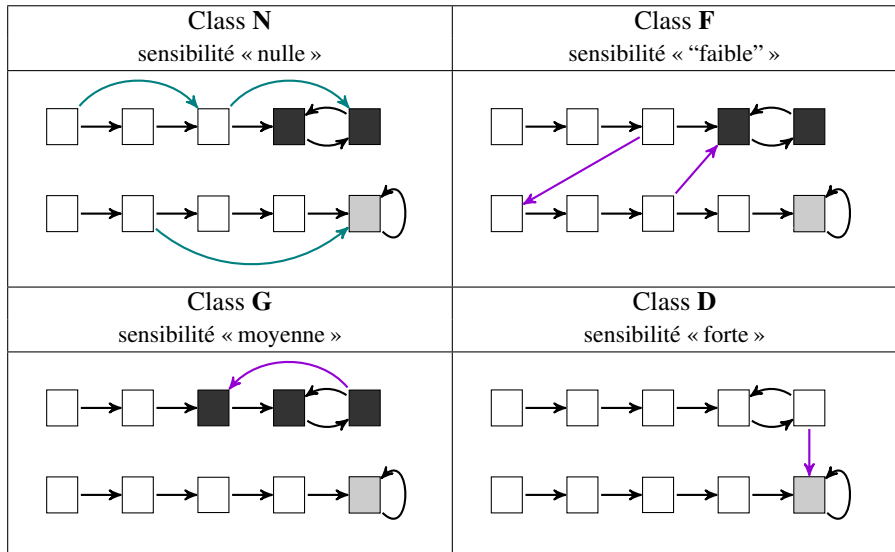 Class N
sensibilité « nulle »
Class F
sensibilité « “faible” »
Class G
sensibilité « moyenne »
Class D
sensibilité « forte »